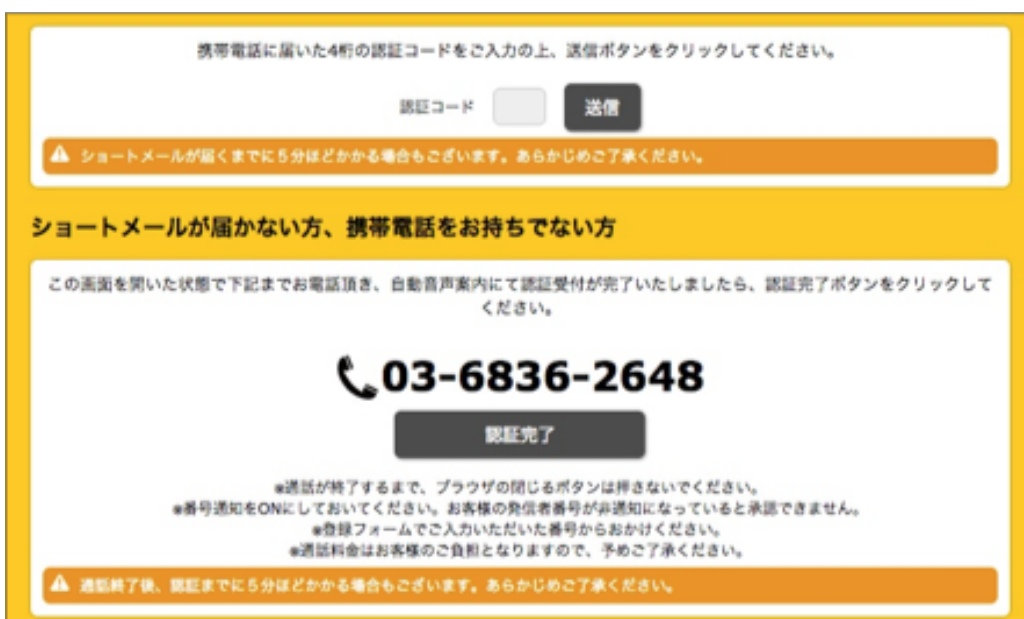 携帯電話に届いた4桁の認証コードをご入力の上、送信ボタンをクリックしてください。
認証コード
送信
ショートメールが届くまでに5分ほどかかる場合もございます。あらかじめご了承ください。
ショートメールが届かない方、携帯電話をお持ちでない方
この画面を開いた状態で下記までお電話頂き、自動音声案内にて認証受付が完了いたしましたら、認証完了ボタンをクリックして
ください。
03-6836-2648
認証完了
※通話が終了するまで、ブラウザの閉じるボタンは押さないでください。
※番号通知をONにしておいてください。お客様の発信者番号が非通知になっていると承認できません。
※登録フォームでご入力いただいた番号からおかけください。
※通話料金はお客様のご負担となりますので、予めご了承ください。
通話終了後、認証までに5分ほどかかる場合もございます。あらかじめご了承ください。